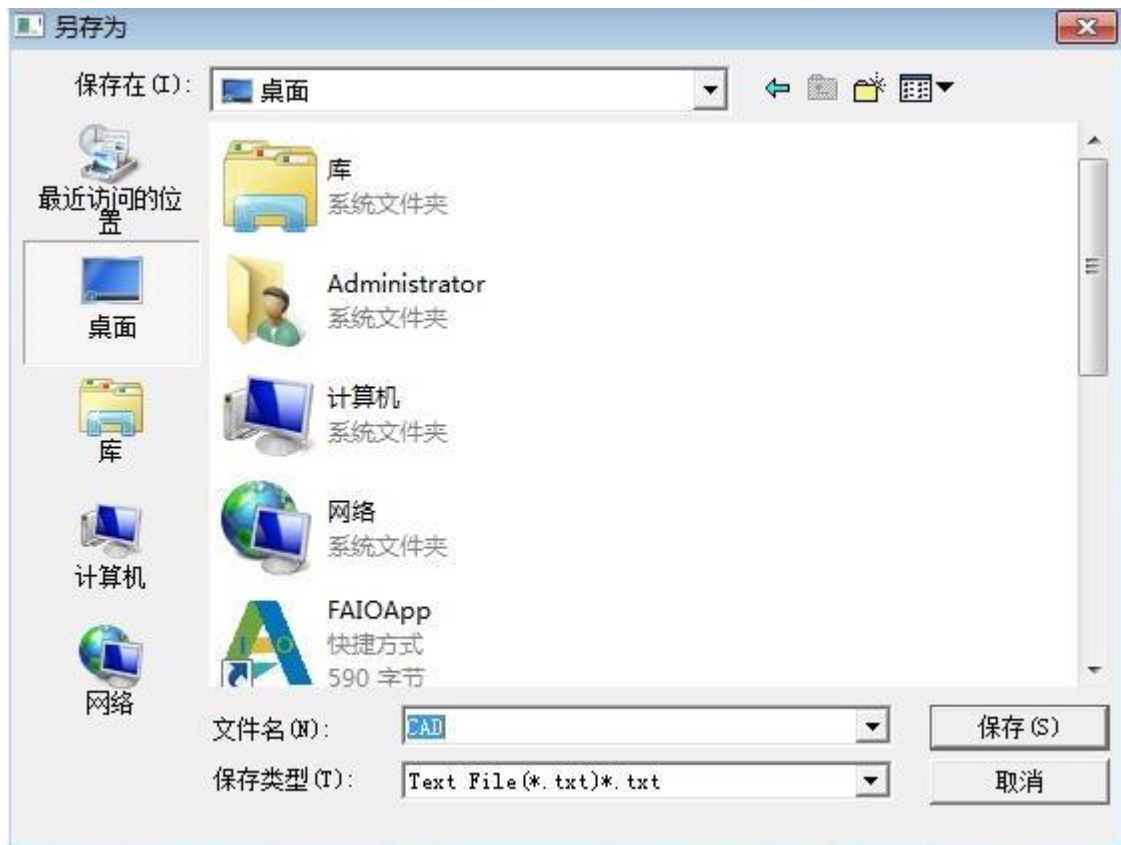 另存为
保存在(I):
桌面
最近访问的位
置
桌面
库
计算机
网络
库
系统文件夹
Administrator
系统文件夹
计算机
系统文件夹
网络
系统文件夹
FAIOApp
快捷方式
590 字节
文件名(N):
CAD
保存(S)
保存类型(T):
Text File(*.txt)*.txt
取消